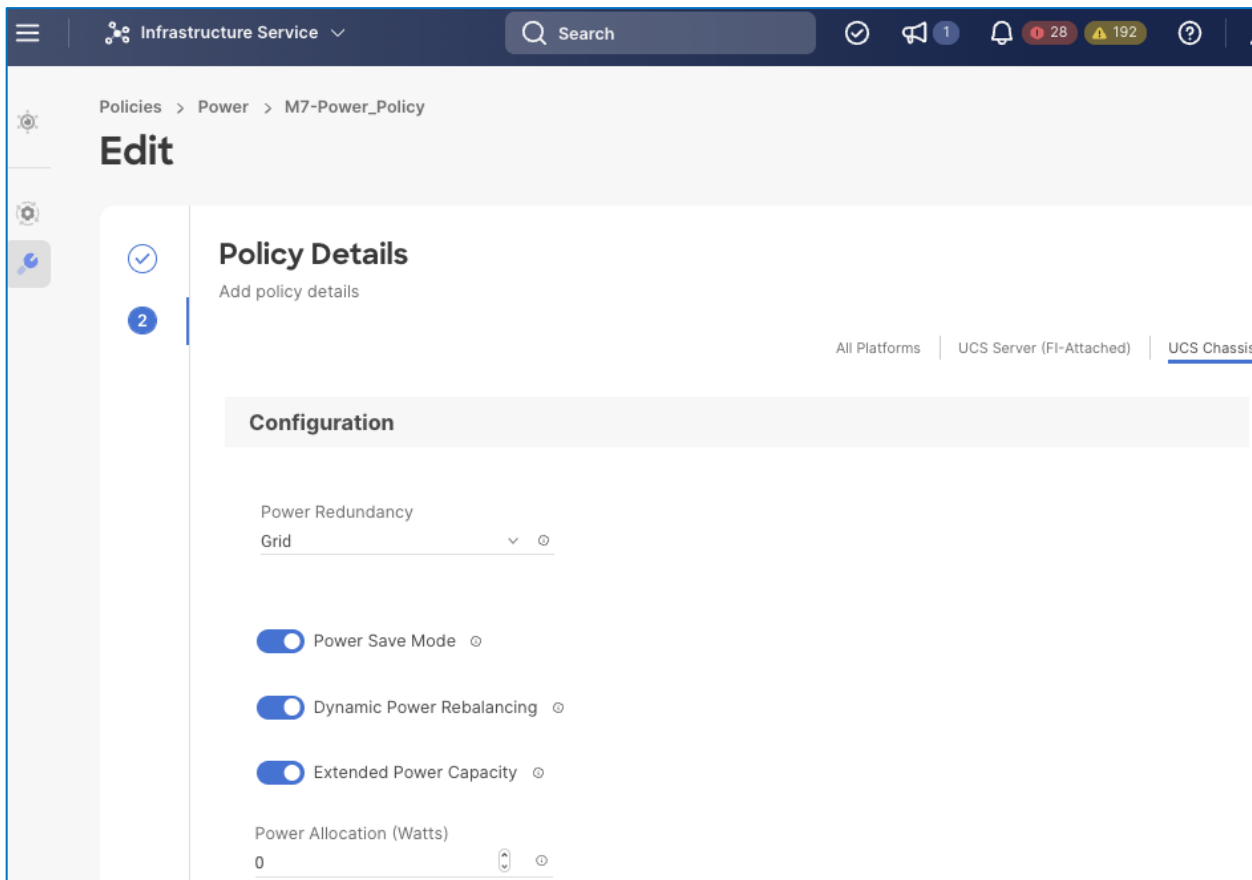 Infrastructure Service
Search
1
28
192
Policies > Power > M7-Power_Policy
Edit
Policy Details
Add policy details
2
All Platforms
UCS Server (FI-Attached)
UCS Chassis
Configuration
Power Redundancy
Grid
Power Save Mode
Dynamic Power Rebalancing
Extended Power Capacity
Power Allocation (Watts)
0